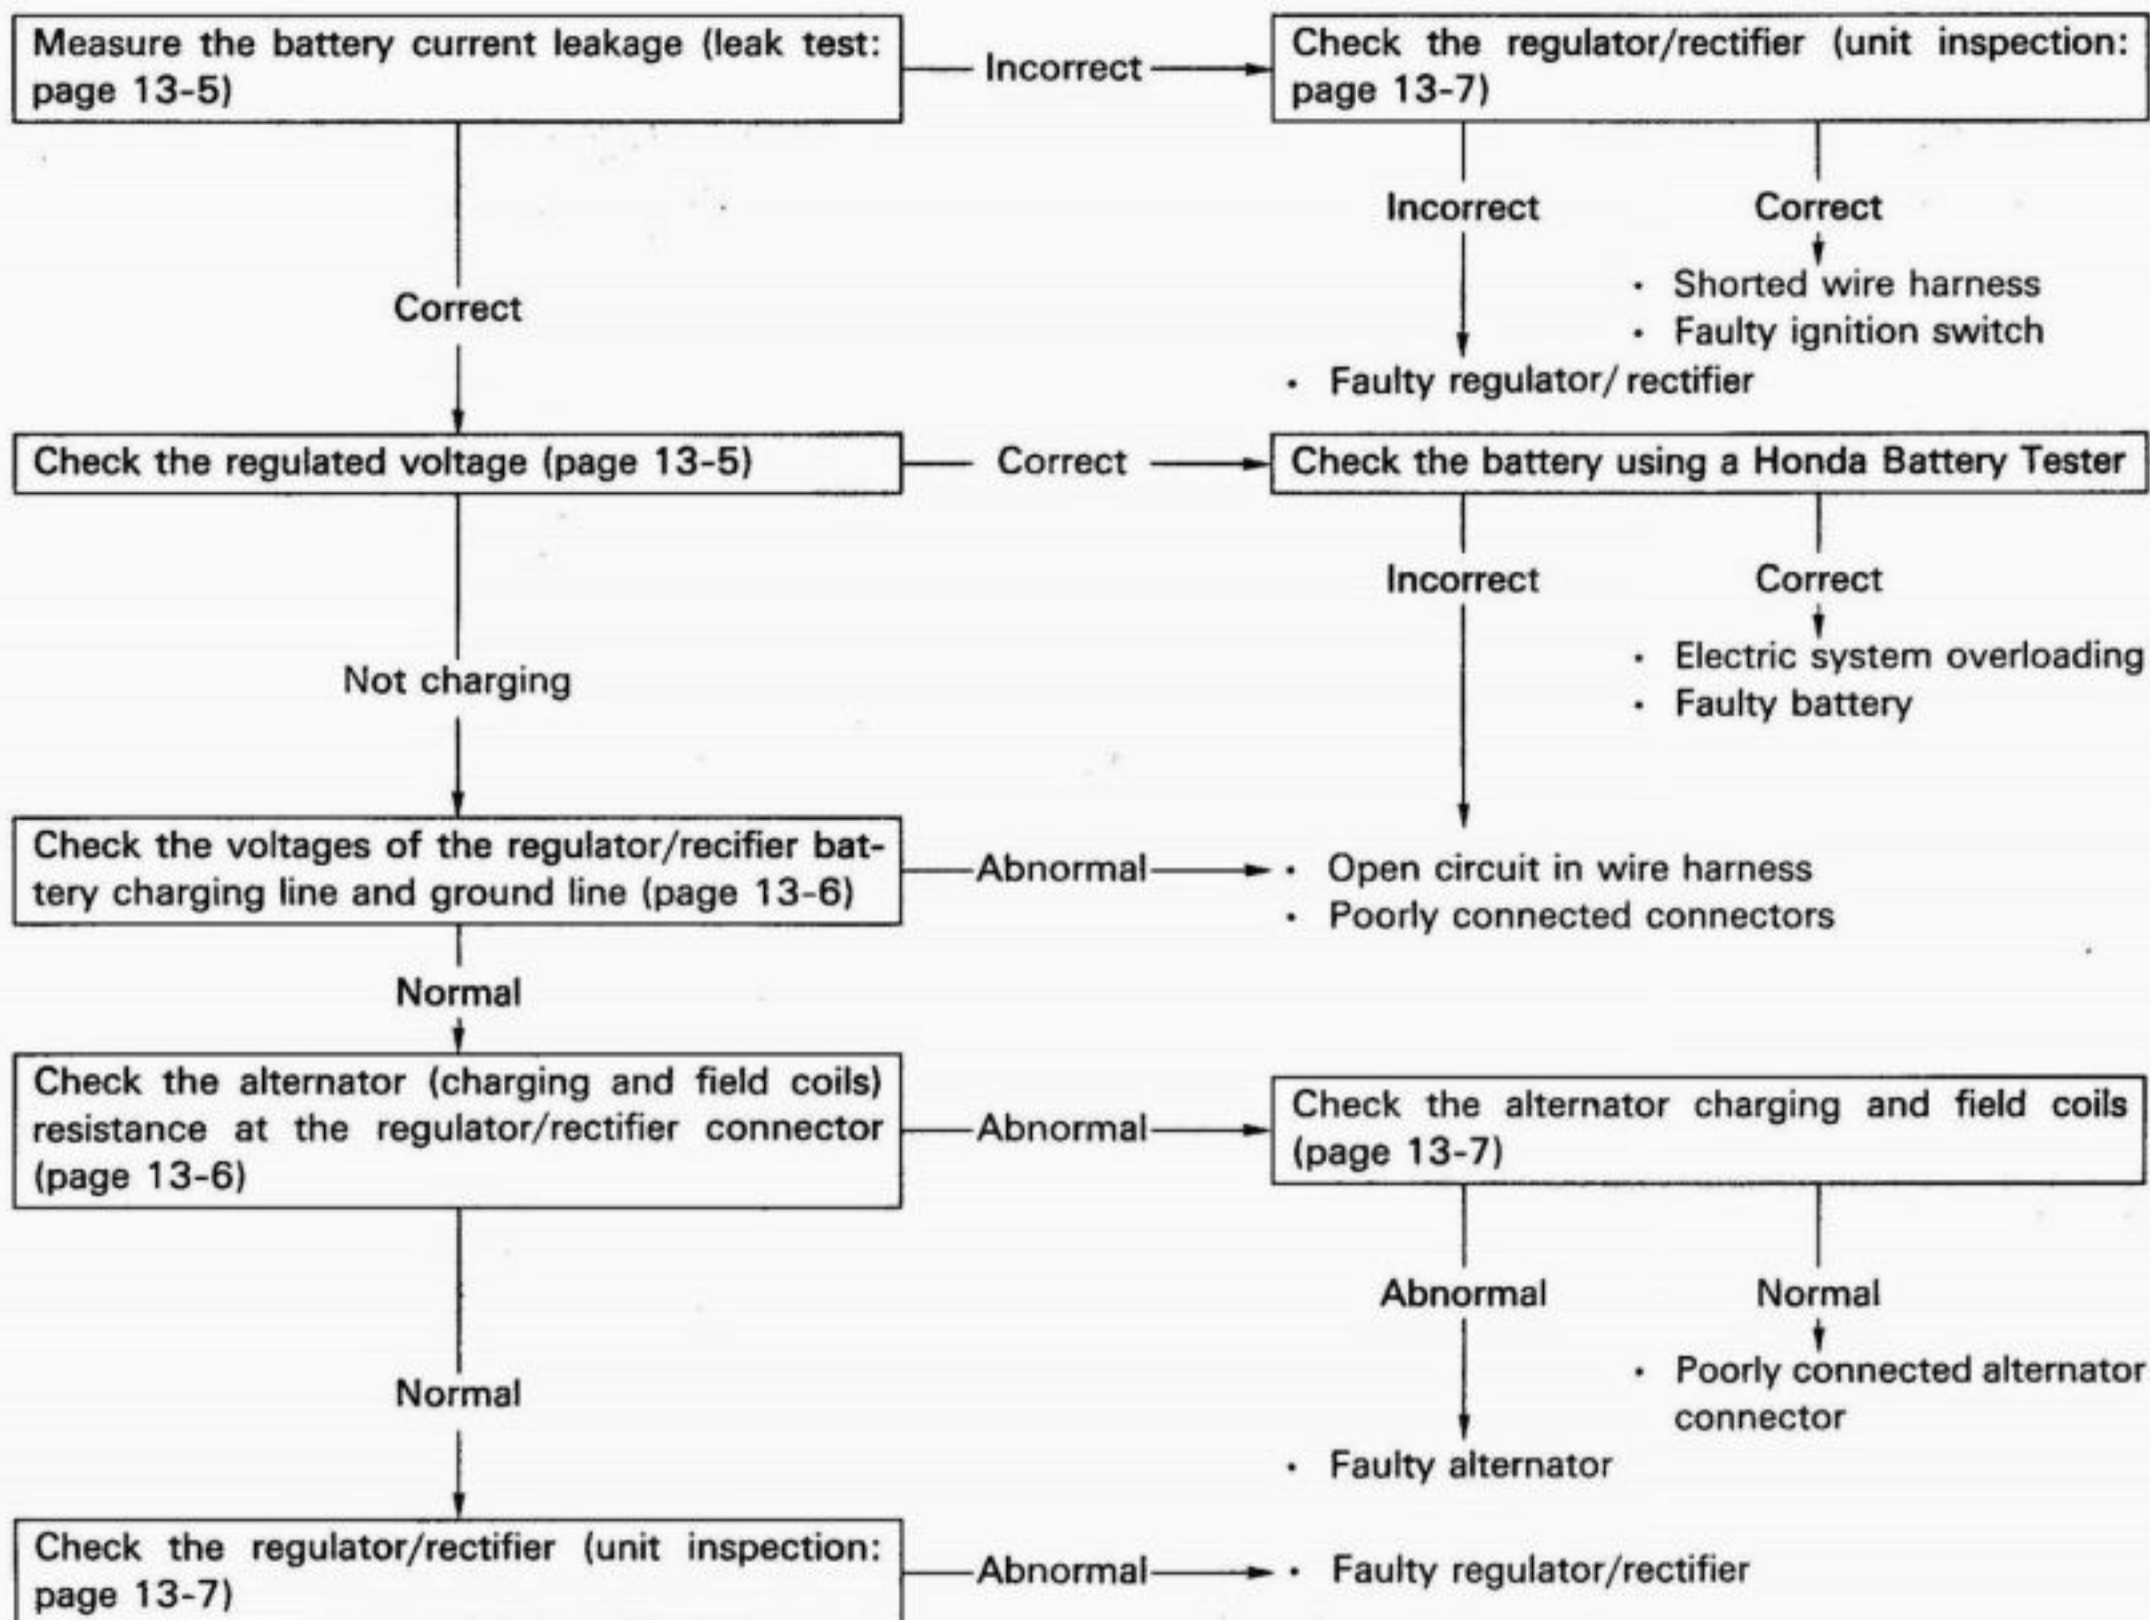 Measure the battery current leakage (leak test:
page 13-5)
Incorrect
Check the regulator/rectifier (unit inspection:
page 13-7)
Incorrect
Correct
Shorted wire harness
Faulty ignition switch
Correct
Faulty regulator/rectifier
Check the regulated voltage (page 13-5)
Correct
Check the battery using a Honda Battery Tester
Incorrect
Correct
Electric system overloading
Faulty battery
Not charging
Check the voltages of the regulator/recifier bat-
tery charging line and ground line (page 13-6)
Abnormal
Open circuit in wire harness
Poorly connected connectors
Normal
Check the alternator (charging and field coils)
resistance at the regulator/rectifier connector
(page 13-6)
Abnormal
Check the alternator charging and field coils
(page 13-7)
Abnormal
Normal
Poorly connected alternator
connector
Normal
Faulty alternator
Check the regulator/rectifier (unit inspection:
page 13-7)
Abnormal
Faulty regulator/rectifier